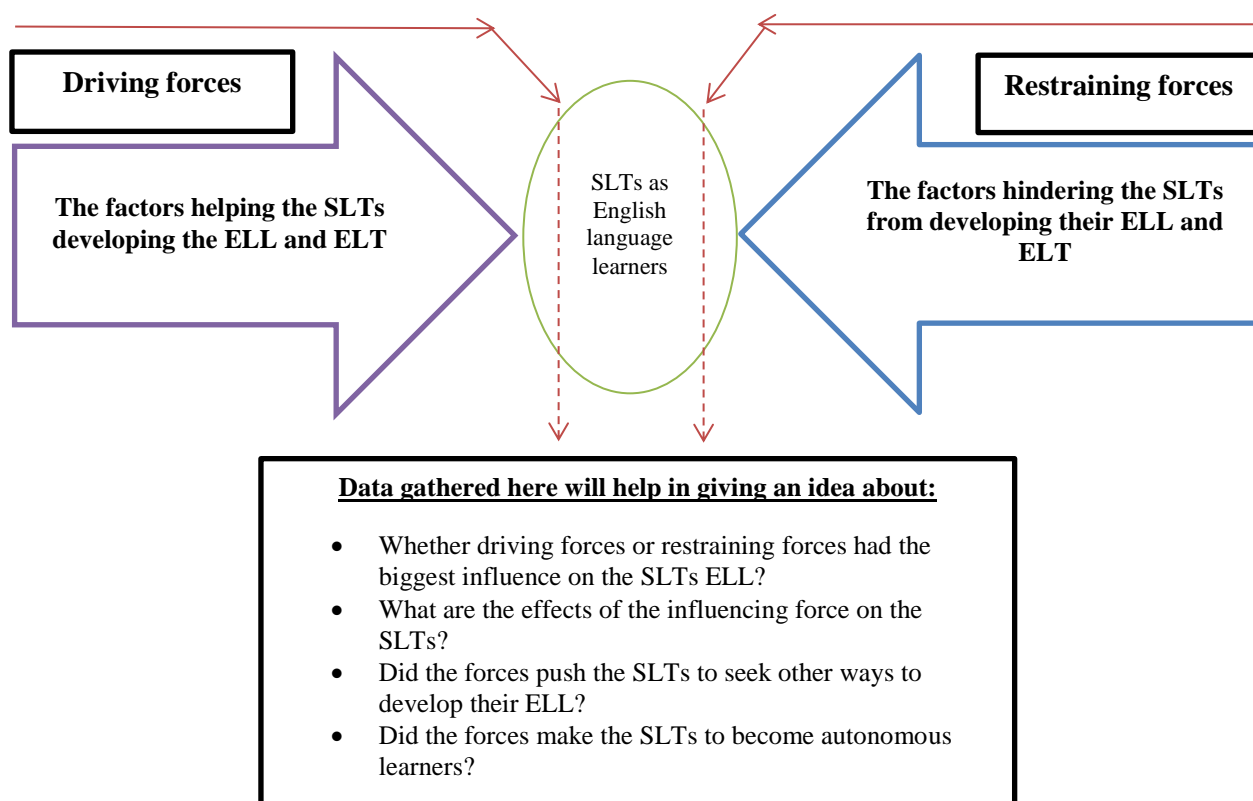 Driving forces
Restraining forces
The factors helping the SLTs
developing the ELL and ELT
SLTs as
English
language
learners
The factors hindering the SLTs
from developing their ELL and
ELT
Data gathered here will help in giving an idea about:
• Whether driving forces or restraining forces had the
biggest influence on the SLTs ELL?
• What are the effects of the influencing force on the
SLTs?
• Did the forces push the SLTs to seek other ways to
develop their ELL?
• Did the forces make the SLTs to become autonomous
learners?